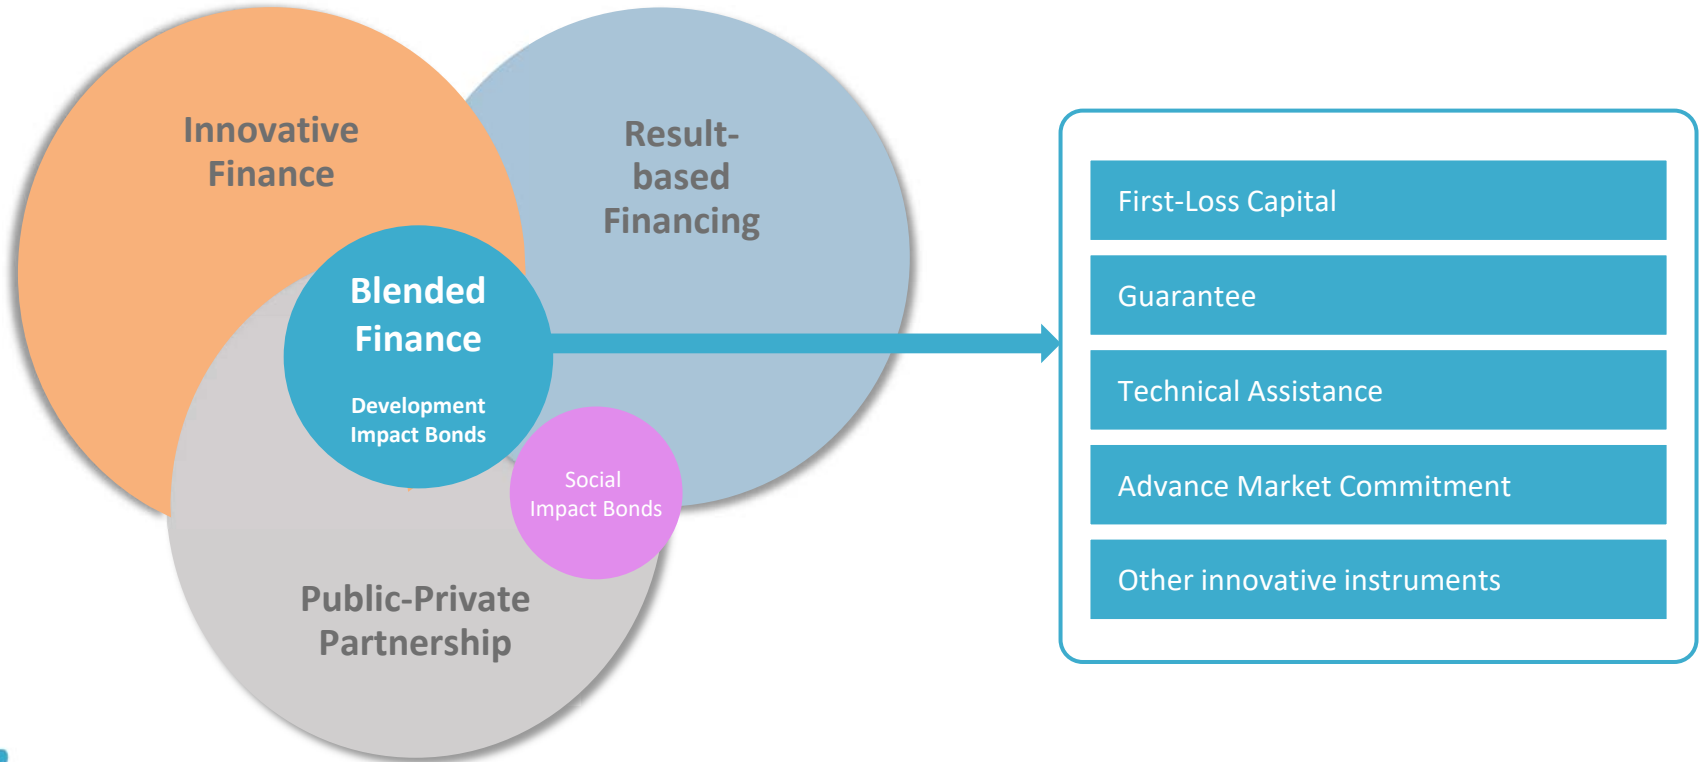 Innovative
Finance
Result-
based
Financing
Blended
Finance
Development
Impact Bonds
Social
Impact Bonds
Public-Private
Partnership
First-Loss Capital
Guarantee
Technical Assistance
Advance Market Commitment
Other innovative instruments